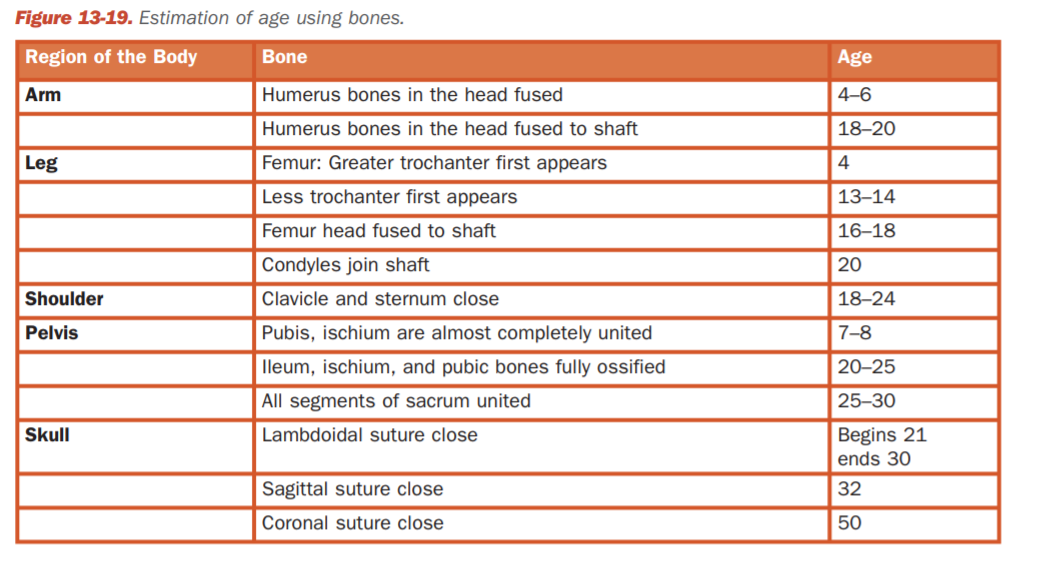 Figure 13-19. Estimation of age using bones.
Region of the Body Bone Age
Arm Humerus bones in the head fused 4–6
Humerus bones in the head fused to shaft 18–20
Leg Femur: Greater trochanter first appears 4
Less trochanter first appears 13–14
Femur head fused to shaft 16–18
Condyles join shaft 20
Shoulder Clavicle and sternum close 18–24
Pelvis Pubis, ischium are almost completely united 7–8
Ileum, ischium, and pubic bones fully ossified 20–25
All segments of sacrum united 25–30
Skull Lambdoidal suture close Begins 21
ends 30
Sagittal suture close 32
Coronal suture close 50